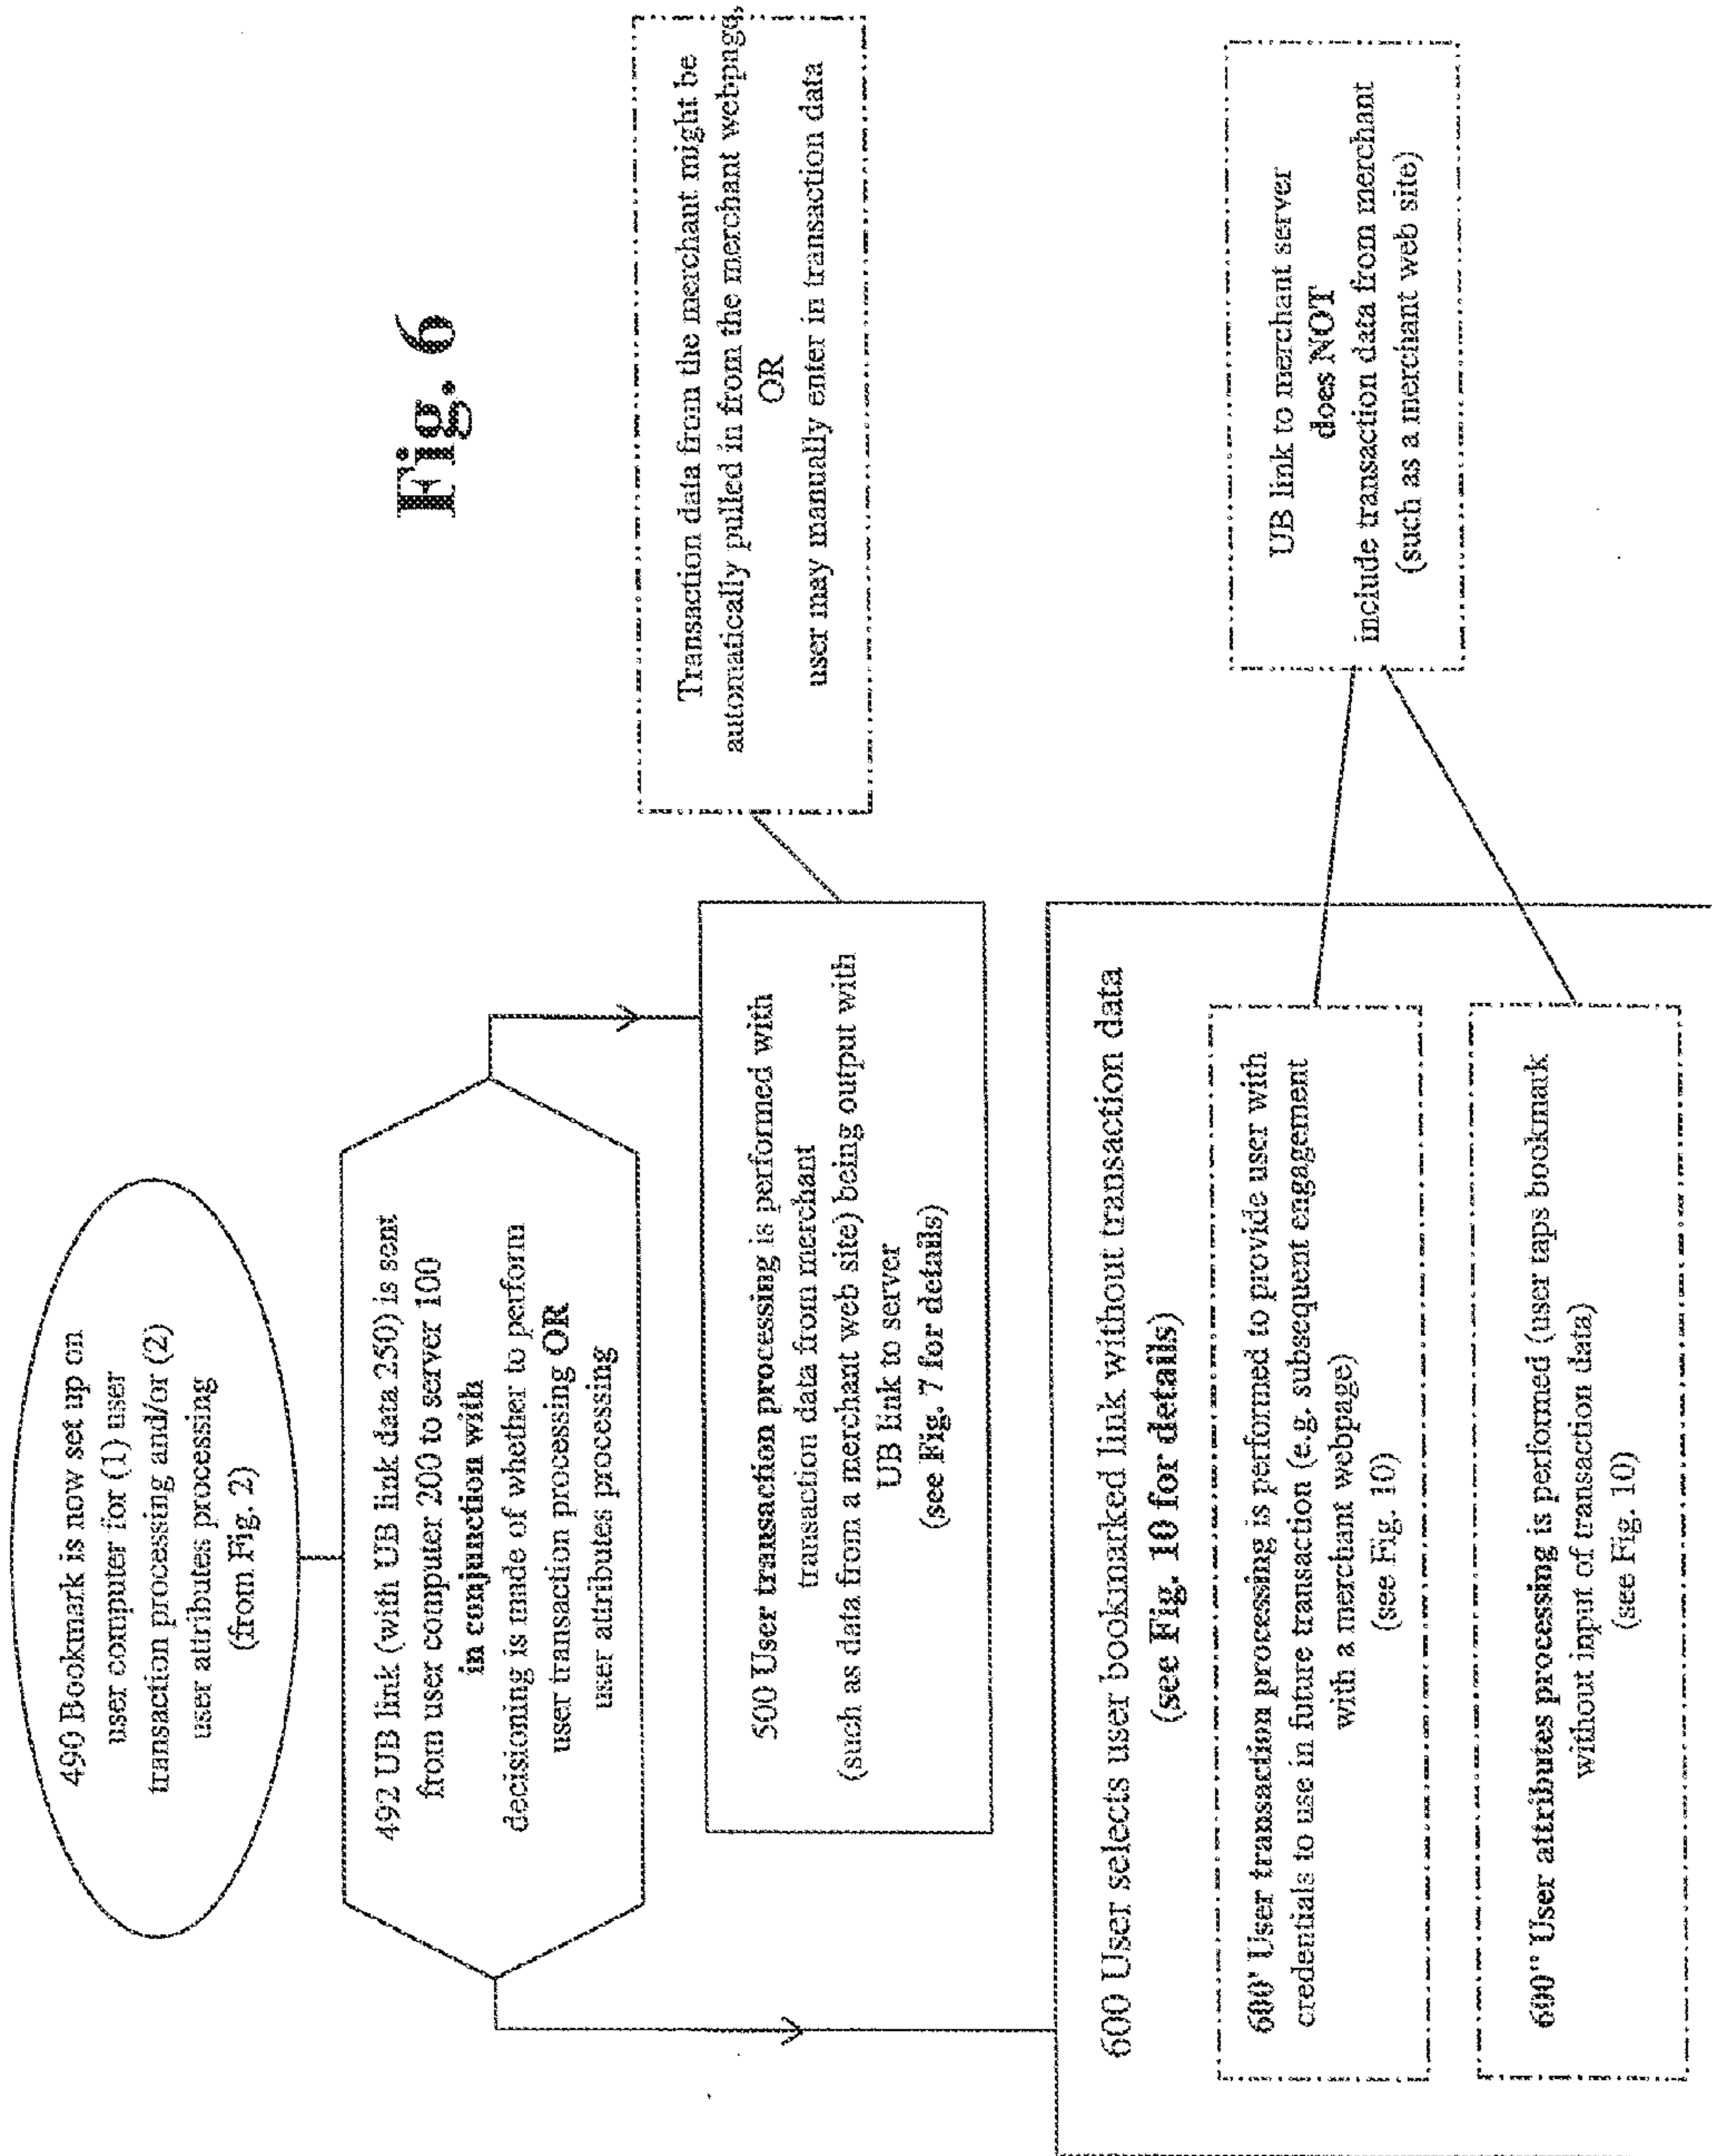 Fig. 6
490 Bookmark is now set up on
user computer for (1) user
transaction processing and/or (2)
user attributes processing
(from Fig. 2)
492 UB link (with UB link data 250) is sent
from user computer 200 to server 100
in conjunction with
decisioning is made of whether to perform
user transaction processing OR
user attributes processing
500 User transaction processing is performed with
transaction data from merchant
(such as data from a merchant web site) being output with
UB link to server
(see Fig. 7 for details)
Transaction data from the merchant might be
automatically pulled in from the merchant webpage,
OR
user may manually enter in transaction data
600 User selects user bookmarked link without transaction data
(see Fig. 10 for details)
600' User transaction processing is performed to provide user with
credentials to use in future transaction (e.g. subsequent engagement
with a merchant webpage)
(see Fig. 10)
600'' User attributes processing is performed (user taps bookmark
without input of transaction data)
(see Fig. 10)
UB link to merchant server
does NOT
include transaction data from merchant
(such as a merchant web site)